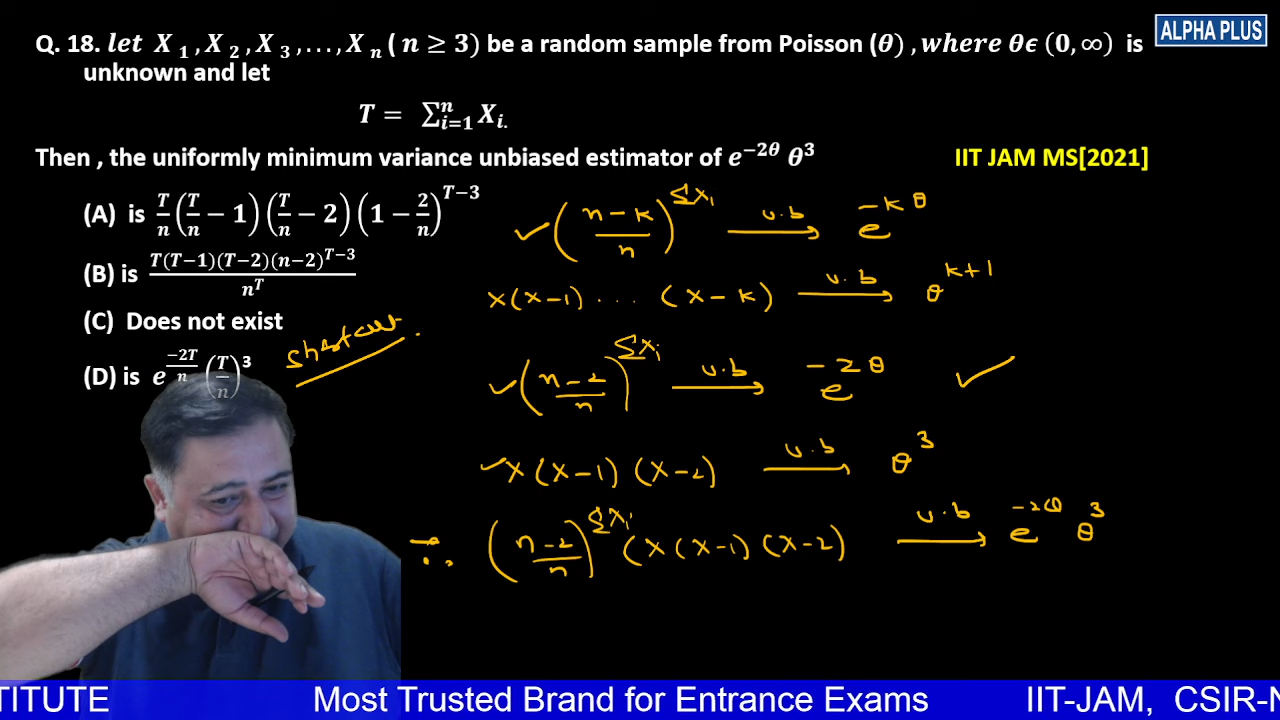 ALPHA PLUS
Q. 18. let X₁, X₂, X₃, …, Xₙ ( n ≥ 3) be a random sample from Poisson (θ) , where θϵ (0, ∞) is
unknown and let
T = ∑ⁿᵢ₌₁ Xᵢ.
Then , the uniformly minimum variance unbiased estimator of e^{−2θ} θ³
IIT JAM MS[2021]
(A) is T/n (T/n − 1) (T/n − 2) (1 − 2/n)^{T−3}
(B) is T(T−1)(T−2)(n−2)^{T−3} / n^T
(C) Does not exist
(D) is e^{−2T/n} (T/n)³
shortcut .
✓ ((n−k)/n)^{∑Xi} u.b → e^{−kθ}
X(X−1) ... (X−k) u.b → θ^{k+1}
✓ ((n−2)/n)^{∑Xi} u.b → e^{−2θ} ✓
✓ X(X−1) (X−2) u.b → θ³
∴ ((n−2)/n)^{∑Xi} (X(X−1) (X−2) u.b → e^{−2θ} θ³
TITUTE Most Trusted Brand for Entrance Exams IIT-JAM, CSIR-N